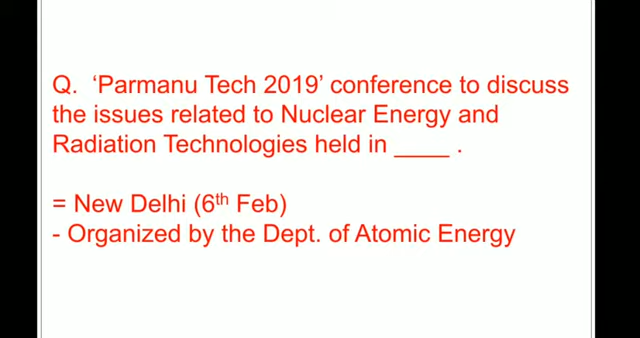 Q.  ‘Parmanu Tech 2019’ conference to discuss
the issues related to Nuclear Energy and
Radiation Technologies held in ____ .
= New Delhi (6th Feb)
- Organized by the Dept. of Atomic Energy